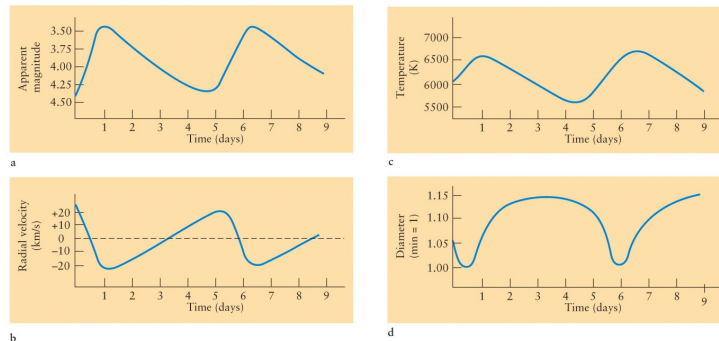 Apparent
magnitude
3.50
3.75
4.00
4.25
4.50
1 2 3 4 5 6 7 8 9
Time (days)
a
Radial velocity
(km/s)
+20
+10
0
−10
−20
1 2 3 4 5 6 7 8 9
Time (days)
b
Temperature
(K)
7000
6500
6000
5500
1 2 3 4 5 6 7 8 9
Time (days)
c
Diameter
(min = 1)
1.15
1.10
1.05
1.00
1 2 3 4 5 6 7 8 9
Time (days)
d